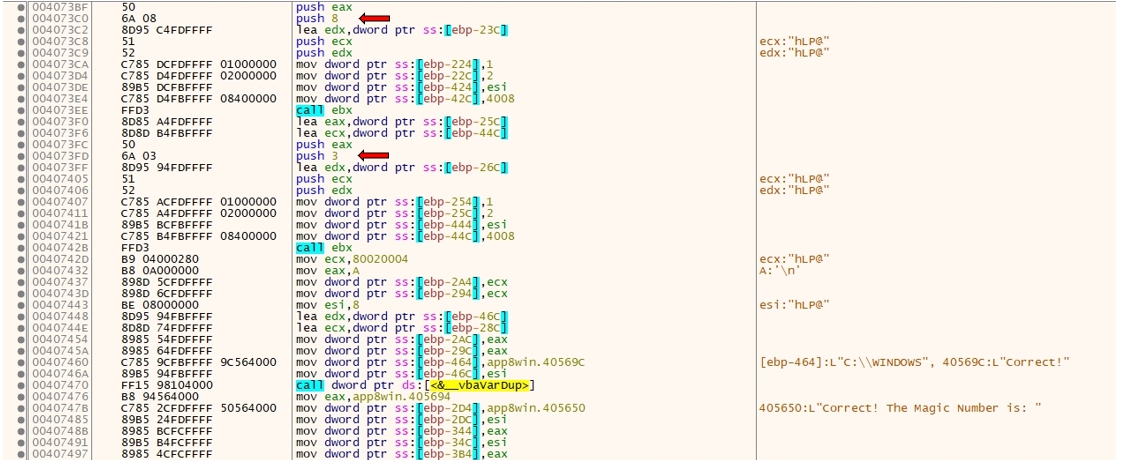 004073BF 50 push eax
004073C0 6A 08 push 8
004073C2 8D95 C4FDFFFF lea edx,dword ptr ss:[ebp-23C]
004073C8 51 push ecx ecx:"hLP@"
004073C9 52 push edx edx:"hLP@"
004073CA C785 DCFDFFFF 01000000 mov dword ptr ss:[ebp-224],1
004073D4 C785 D4FDFFFF 02000000 mov dword ptr ss:[ebp-22C],2
004073DE 89B5 DCFBFFFF mov dword ptr ss:[ebp-424],esi
004073E4 C785 D4FBFFFF 08400000 mov dword ptr ss:[ebp-42C],4008
004073EE FFD3 call ebx
004073F0 8D85 A4FDFFFF lea eax,dword ptr ss:[ebp-25C]
004073F6 8D8D B4FBFFFF lea ecx,dword ptr ss:[ebp-44C]
004073FC 50 push eax
004073FD 6A 03 push 3
004073FF 8D95 94FDFFFF lea edx,dword ptr ss:[ebp-26C]
00407405 51 push ecx ecx:"hLP@"
00407406 52 push edx edx:"hLP@"
00407407 C785 ACFDFFFF 01000000 mov dword ptr ss:[ebp-254],1
00407411 C785 A4FDFFFF 02000000 mov dword ptr ss:[ebp-25C],2
0040741B 89B5 BCFBFFFF mov dword ptr ss:[ebp-444],esi
00407421 C785 B4FBFFFF 08400000 mov dword ptr ss:[ebp-44C],4008
0040742B FFD3 call ebx
0040742D B9 04000280 mov ecx,80020004 ecx:"hLP@"
00407432 B8 0A000000 mov eax,A A:'\n'
00407437 898D 5CFDFFFF mov dword ptr ss:[ebp-2A4],ecx
0040743D 898D 6CFDFFFF mov dword ptr ss:[ebp-294],ecx
00407443 BE 08000000 mov esi,8 esi:"hLP@"
00407448 8D95 94FBFFFF lea edx,dword ptr ss:[ebp-46C]
0040744E 8D8D 74FDFFFF lea ecx,dword ptr ss:[ebp-28C]
00407454 8985 54FDFFFF mov dword ptr ss:[ebp-2AC],eax
0040745A 8985 64FDFFFF mov dword ptr ss:[ebp-29C],eax
00407460 C785 9CFBFFFF 9C564000 mov dword ptr ss:[ebp-464],app8win.40569C [ebp-464]:L"C:\\WINDOWS", 40569C:L"Correct!"
0040746A 89B5 94FBFFFF mov dword ptr ss:[ebp-46C],esi
00407470 FF15 98104000 call dword ptr ds:[<&__vbaVarDup>]
00407476 B8 94564000 mov eax,app8win.405694
0040747B C785 2CFDFFFF 50564000 mov dword ptr ss:[ebp-2D4],app8win.405650 405650:L"Correct! The Magic Number is: "
00407485 89B5 24FDFFFF mov dword ptr ss:[ebp-2DC],esi
0040748B 8985 BCFCFFFF mov dword ptr ss:[ebp-344],eax
00407491 89B5 B4FCFFFF mov dword ptr ss:[ebp-34C],esi
00407497 8985 4CFCFFFF mov dword ptr ss:[ebp-3B4],eax